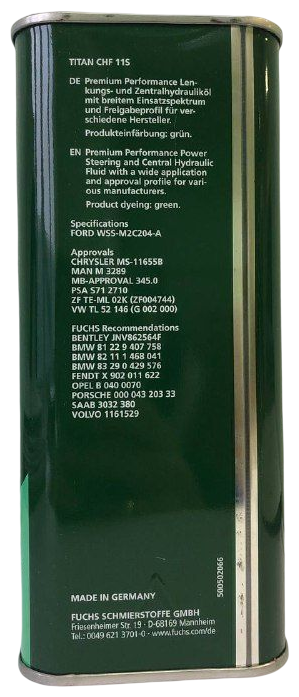 TITAN CHF 11S
DE Premium Performance Len-
kungs- und Zentralhydrauliköl
mit breitem Einsatzspektrum
und Freigabeprofil für ver-
schiedene Hersteller.
Produkteinfärbung: grün.
EN Premium Performance Power
Steering and Central Hydraulic
Fluid with a wide application
and approval profile for vari-
ous manufacturers.
Product dyeing: green.
Specifications
FORD WSS-M2C204-A
Approvals
CHRYSLER MS-11655B
MAN M 3289
MB-APPROVAL 345.0
PSA S71 2710
ZF TE-ML 02K (ZF004744)
VW TL 52 146 (G 002 000)
FUCHS Recommendations
BENTLEY JNV862564F
BMW 81 22 9 407 758
BMW 82 11 1 468 041
BMW 83 29 0 429 576
FENDT X 902 011 622
OPEL B 040 0070
PORSCHE 000 043 203 33
SAAB 3032 380
VOLVO 1161529
500502066
MADE IN GERMANY
FUCHS SCHMIERSTOFFE GMBH
Friesenheimer Str. 19 · D-68169 Mannheim
Tel.: 0049 621 3701-0 · www.fuchs.com/de